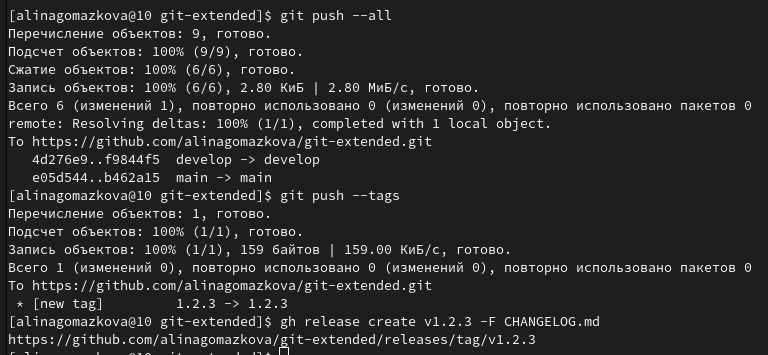 [alinagomazkova@10 git-extended]$ git push --all
Перечисление объектов: 9, готово.
Подсчет объектов: 100% (9/9), готово.
Сжатие объектов: 100% (6/6), готово.
Запись объектов: 100% (6/6), 2.80 КиБ | 2.80 МиБ/с, готово.
Всего 6 (изменений 1), повторно использовано 0 (изменений 0), повторно использовано пакетов 0
remote: Resolving deltas: 100% (1/1), completed with 1 local object.
To https://github.com/alinagomazkova/git-extended.git
   4d276e9..f9844f5  develop -> develop
   e05d544..b462a15  main -> main
[alinagomazkova@10 git-extended]$ git push --tags
Перечисление объектов: 1, готово.
Подсчет объектов: 100% (1/1), готово.
Запись объектов: 100% (1/1), 159 байтов | 159.00 КиБ/с, готово.
Всего 1 (изменений 0), повторно использовано 0 (изменений 0), повторно использовано пакетов 0
To https://github.com/alinagomazkova/git-extended.git
 * [new tag]         1.2.3 -> 1.2.3
[alinagomazkova@10 git-extended]$ gh release create v1.2.3 -F CHANGELOG.md
https://github.com/alinagomazkova/git-extended/releases/tag/v1.2.3
[alinagomazkova@10 git-extended]$